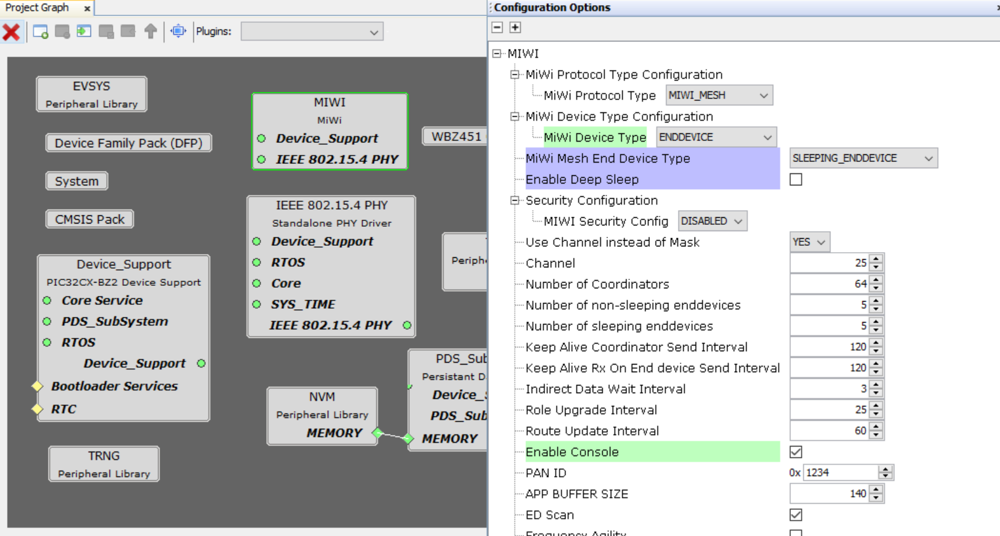 Project Graph x
Plugins:
EVSYS
Peripheral Library
Device Family Pack (DFP)
System
CMSIS Pack
Device_Support
PIC32CX-BZ2 Device Support
Core Service
PDS_SubSystem
RTOS
Device_Support
Bootloader Services
RTC
TRNG
Peripheral Library
MIWI
MiWi
Device_Support
IEEE 802.15.4 PHY
IEEE 802.15.4 PHY
Standalone PHY Driver
Device_Support
RTOS
Core
SYS_TIME
IEEE 802.15.4 PHY
NVM
Peripheral Library
MEMORY
WBZ451
Periphe
PDS_Sub
Persistant D
Device_S
PDS_Sub
MEMORY
Configuration Options
MIWI
MiWi Protocol Type Configuration
MiWi Protocol Type MIWI_MESH
MiWi Device Type Configuration
MiWi Device Type ENDDEVICE
MiWi Mesh End Device Type SLEEPING_ENDDEVICE
Enable Deep Sleep
Security Configuration
MIWI Security Config DISABLED
Use Channel instead of Mask YES
Channel 25
Number of Coordinators 64
Number of non-sleeping enddevices 5
Number of sleeping enddevices 5
Keep Alive Coordinator Send Interval 120
Keep Alive Rx On End device Send Interval 120
Indirect Data Wait Interval 3
Role Upgrade Interval 25
Route Update Interval 60
Enable Console
PAN ID 0x 1234
APP BUFFER SIZE 140
ED Scan
Frequency Agility